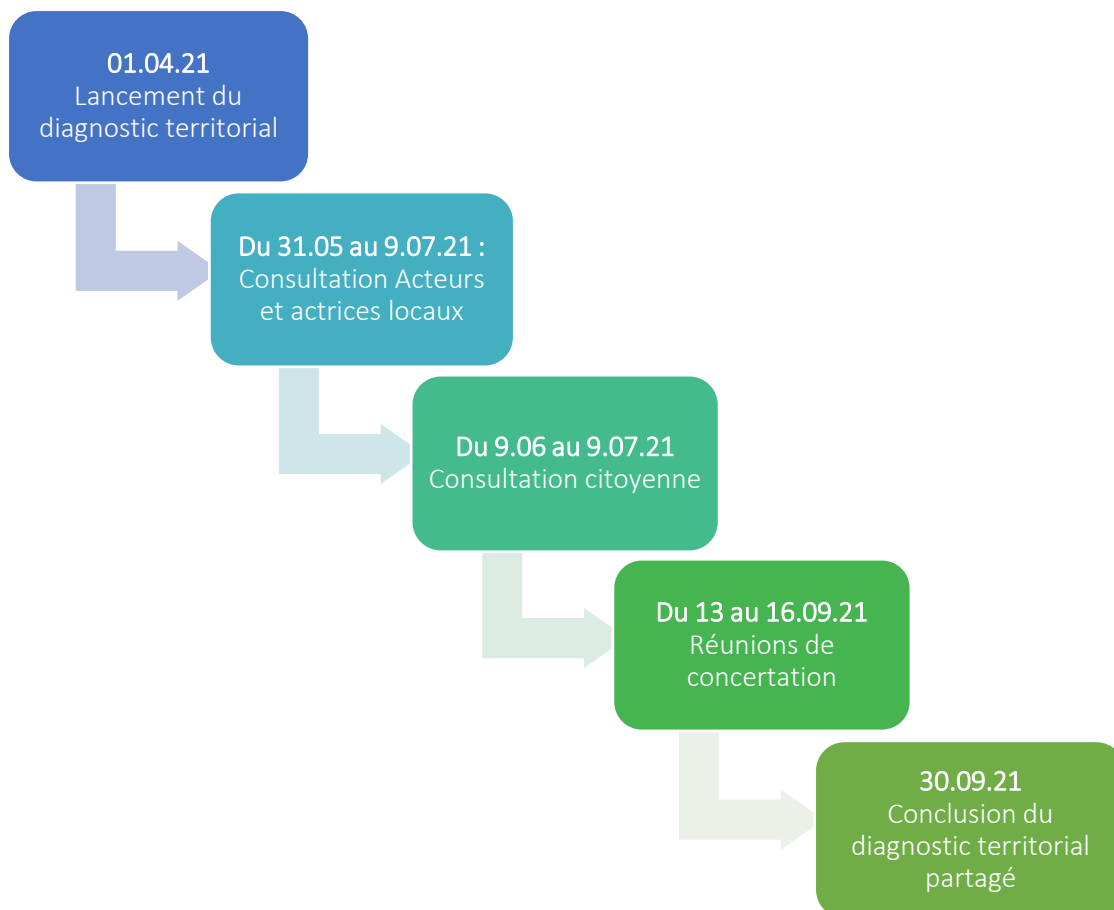 01.04.21
Lancement du
diagnostic territorial
Du 31.05 au 9.07.21 :
Consultation Acteurs
et actrices locaux
Du 9.06 au 9.07.21
Consultation citoyenne
Du 13 au 16.09.21
Réunions de
concertation
30.09.21
Conclusion du
diagnostic territorial
partagé